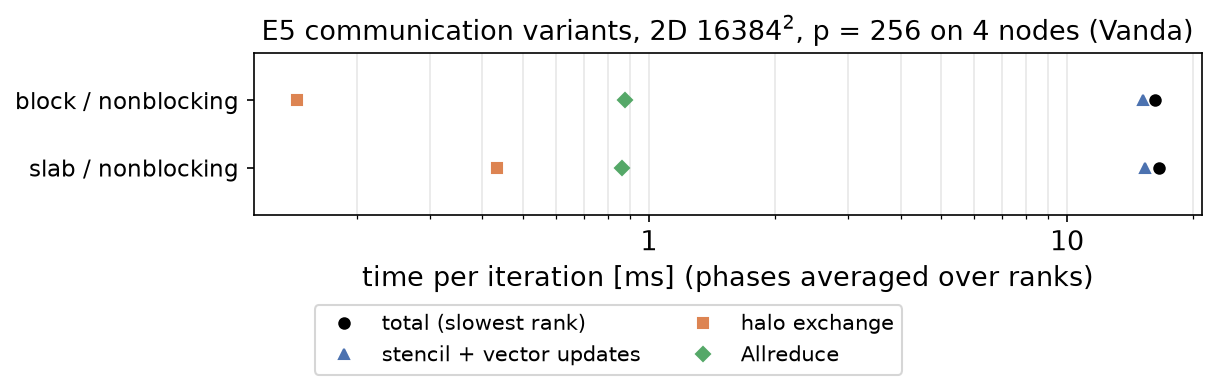 E5 communication variants, 2D 16384², p = 256 on 4 nodes (Vanda)
block / nonblocking
slab / nonblocking
1 10
time per iteration [ms] (phases averaged over ranks)
total (slowest rank) halo exchange
stencil + vector updates Allreduce